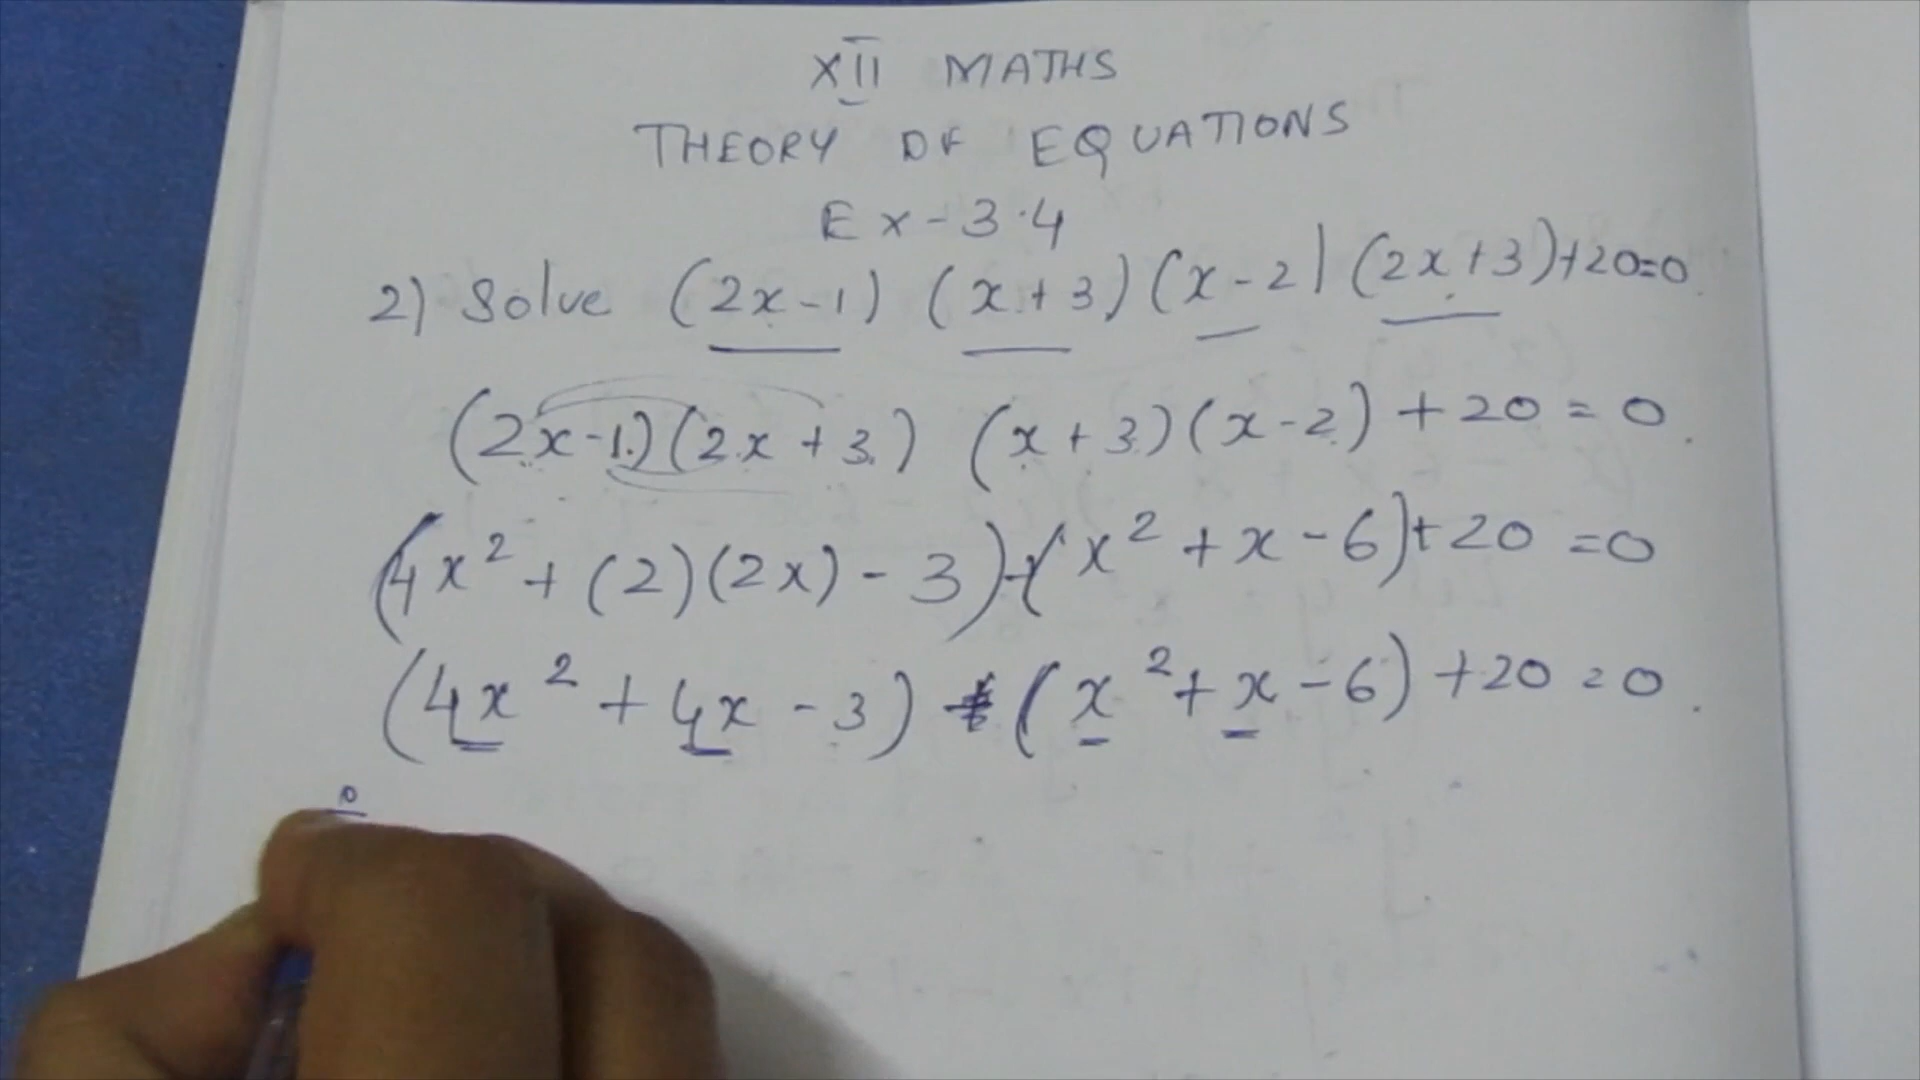 XII MATHS
THEORY OF EQUATIONS
Ex - 3.4
2) Solve (2x-1) (x+3) (x-2) (2x+3)+20=0
(2x-1)(2x+3) (x+3)(x-2)+20=0
(4x²+(2)(2x)-3) (x²+x-6)+20=0
(4x²+4x-3) (x²+x-6)+20=0